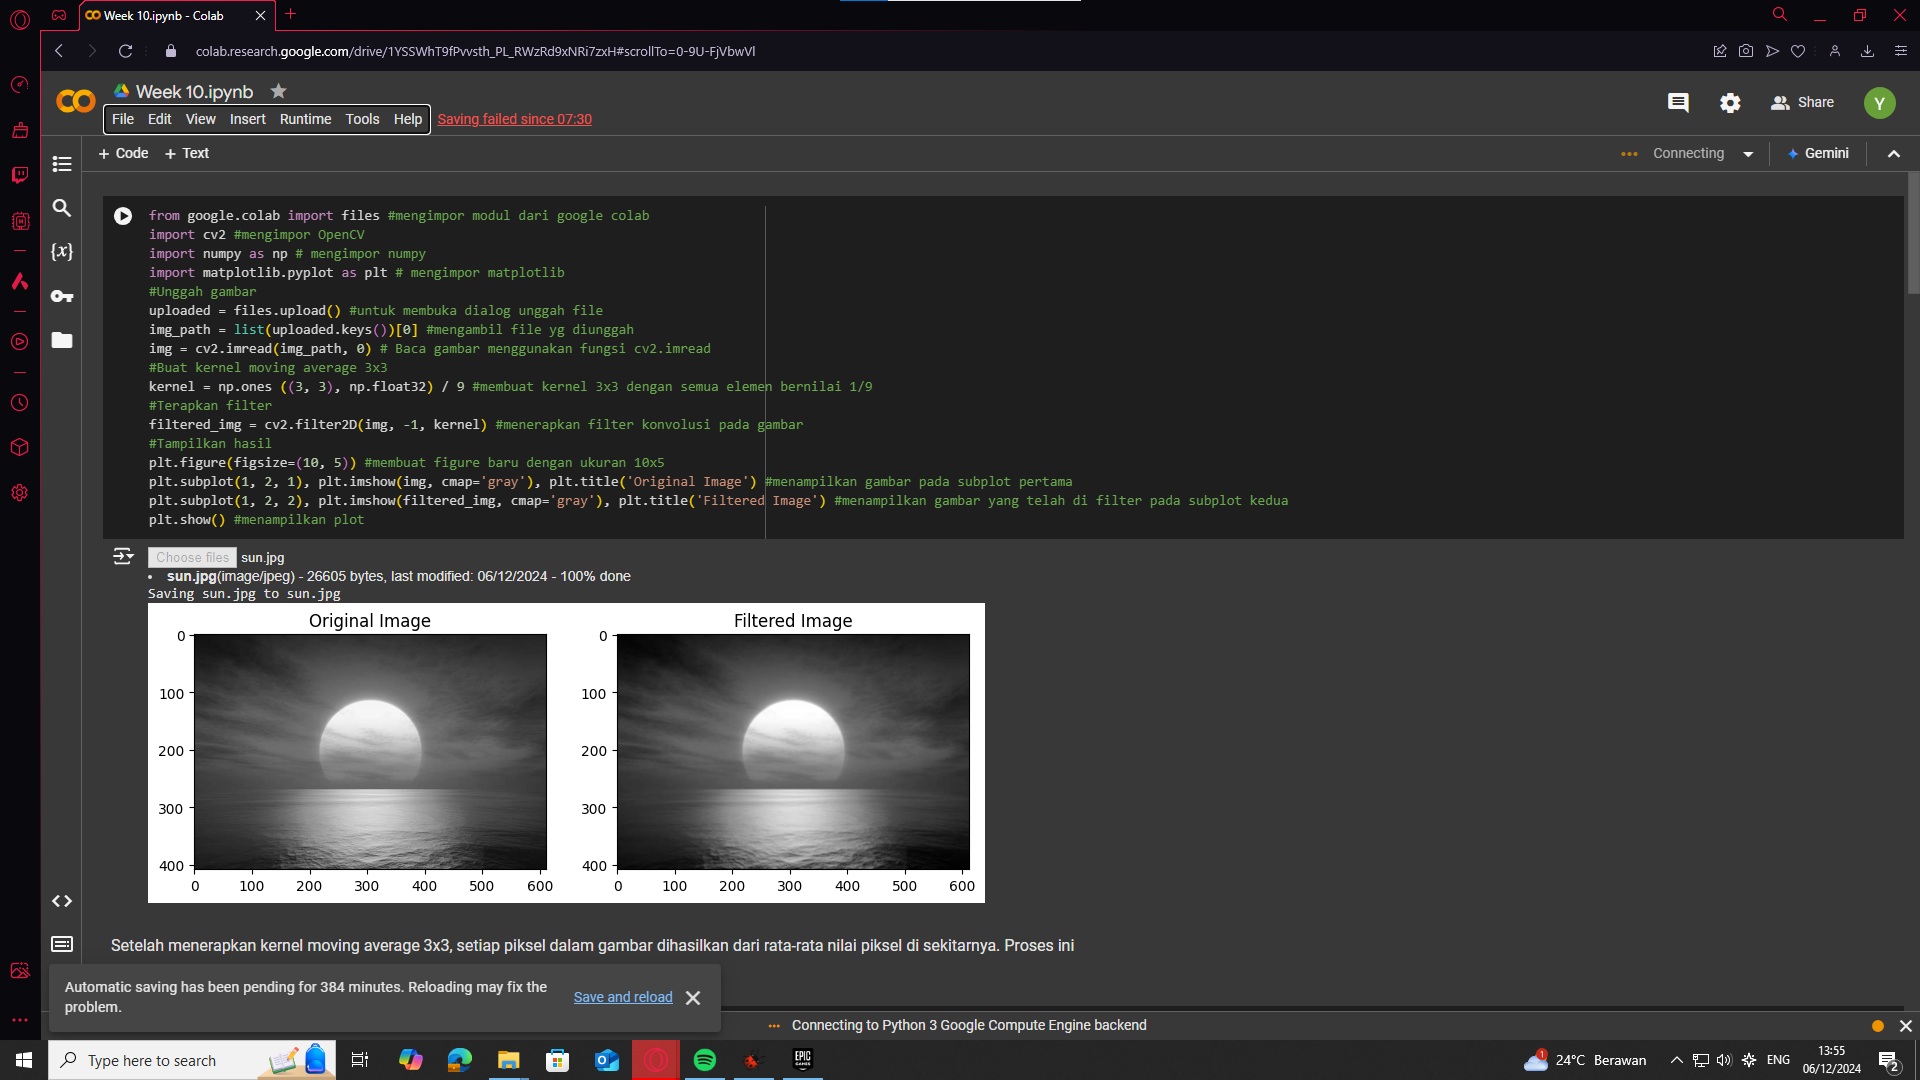 Week 10.ipynb - Colab
colab.research.google.com/drive/1YSSWhT9fPvvsth_PL_RWzRd9xNRi7zxH#scrollTo=0-9U-FjVbwVl
Week 10.ipynb
File Edit View Insert Runtime Tools Help Saving failed since 07:30
Share
Y
+ Code + Text
Connecting
Gemini
from google.colab import files #mengimpor modul dari google colab
import cv2 #mengimpor OpenCV
import numpy as np # mengimpor numpy
import matplotlib.pyplot as plt # mengimpor matplotlib
#Unggah gambar
uploaded = files.upload() #untuk membuka dialog unggah file
img_path = list(uploaded.keys())[0] #mengambil file yg diunggah
img = cv2.imread(img_path, 0) # Baca gambar menggunakan fungsi cv2.imread
#Buat kernel moving average 3x3
kernel = np.ones ((3, 3), np.float32) / 9 #membuat kernel 3x3 dengan semua elemen bernilai 1/9
#Terapkan filter
filtered_img = cv2.filter2D(img, -1, kernel) #menerapkan filter konvolusi pada gambar
#Tampilkan hasil
plt.figure(figsize=(10, 5)) #membuat figure baru dengan ukuran 10x5
plt.subplot(1, 2, 1), plt.imshow(img, cmap='gray'), plt.title('Original Image') #menampilkan gambar pada subplot pertama
plt.subplot(1, 2, 2), plt.imshow(filtered_img, cmap='gray'), plt.title('Filtered Image') #menampilkan gambar yang telah di filter pada subplot kedua
plt.show() #menampilkan plot
Choose files sun.jpg
sun.jpg(image/jpeg) - 26605 bytes, last modified: 06/12/2024 - 100% done
Saving sun.jpg to sun.jpg
Original Image
0
100
200
300
400
0 100 200 300 400 500 600
Filtered Image
0
100
200
300
400
0 100 200 300 400 500 600
Setelah menerapkan kernel moving average 3x3, setiap piksel dalam gambar dihasilkan dari rata-rata nilai piksel di sekitarnya. Proses ini
Automatic saving has been pending for 384 minutes. Reloading may fix the
problem.
Save and reload
Connecting to Python 3 Google Compute Engine backend
Type here to search
EPIC GAMES
1
24°C Berawan
ENG
13:55
06/12/2024
2